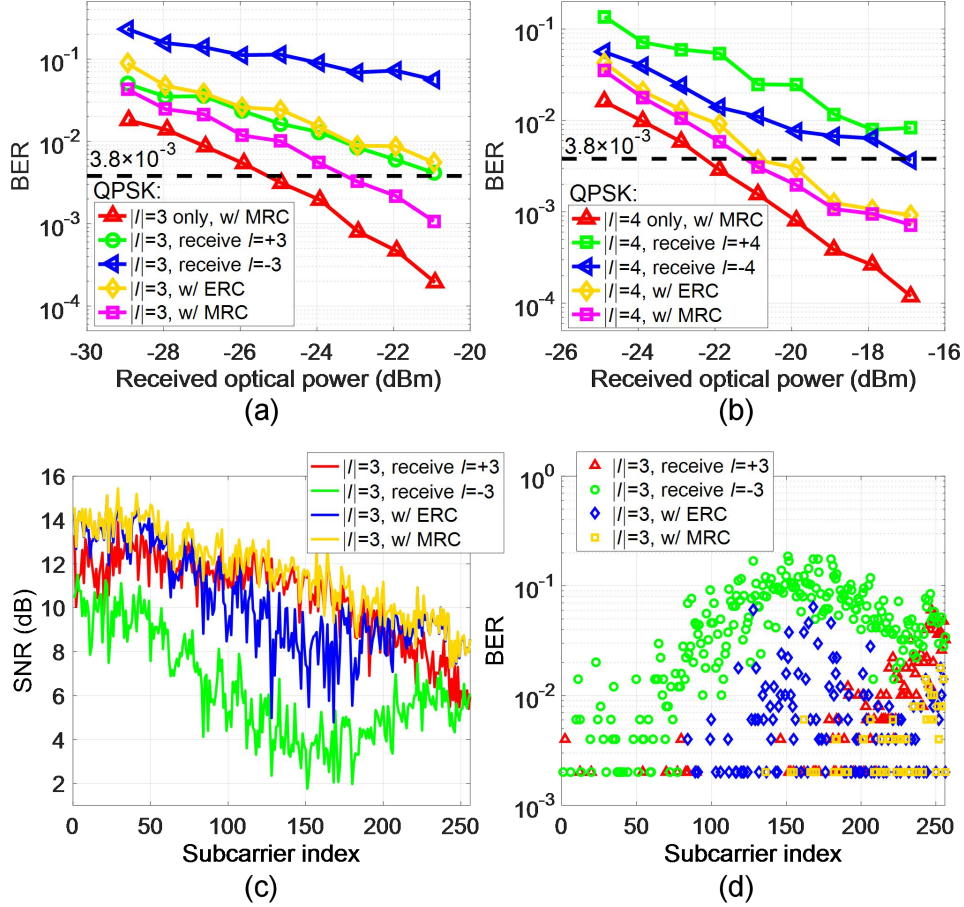 BER
10⁻¹
10⁻²
10⁻³
10⁻⁴
3.8×10⁻³
QPSK:
|l|=3 only, w/ MRC
|l|=3, receive l=+3
|l|=3, receive l=-3
|l|=3, w/ ERC
|l|=3, w/ MRC
-30 -28 -26 -24 -22 -20
Received optical power (dBm)
(a)
BER
10⁻¹
10⁻²
10⁻³
10⁻⁴
3.8×10⁻³
QPSK:
|l|=4 only, w/ MRC
|l|=4, receive l=+4
|l|=4, receive l=-4
|l|=4, w/ ERC
|l|=4, w/ MRC
-26 -24 -22 -20 -18 -16
Received optical power (dBm)
(b)
|l|=3, receive l=+3
|l|=3, receive l=-3
|l|=3, w/ ERC
|l|=3, w/ MRC
SNR (dB)
16
14
12
10
8
6
4
2
0 50 100 150 200 250
Subcarrier index
(c)
|l|=3, receive l=+3
|l|=3, receive l=-3
|l|=3, w/ ERC
|l|=3, w/ MRC
BER
10⁰
10⁻¹
10⁻²
10⁻³
0 50 100 150 200 250
Subcarrier index
(d)